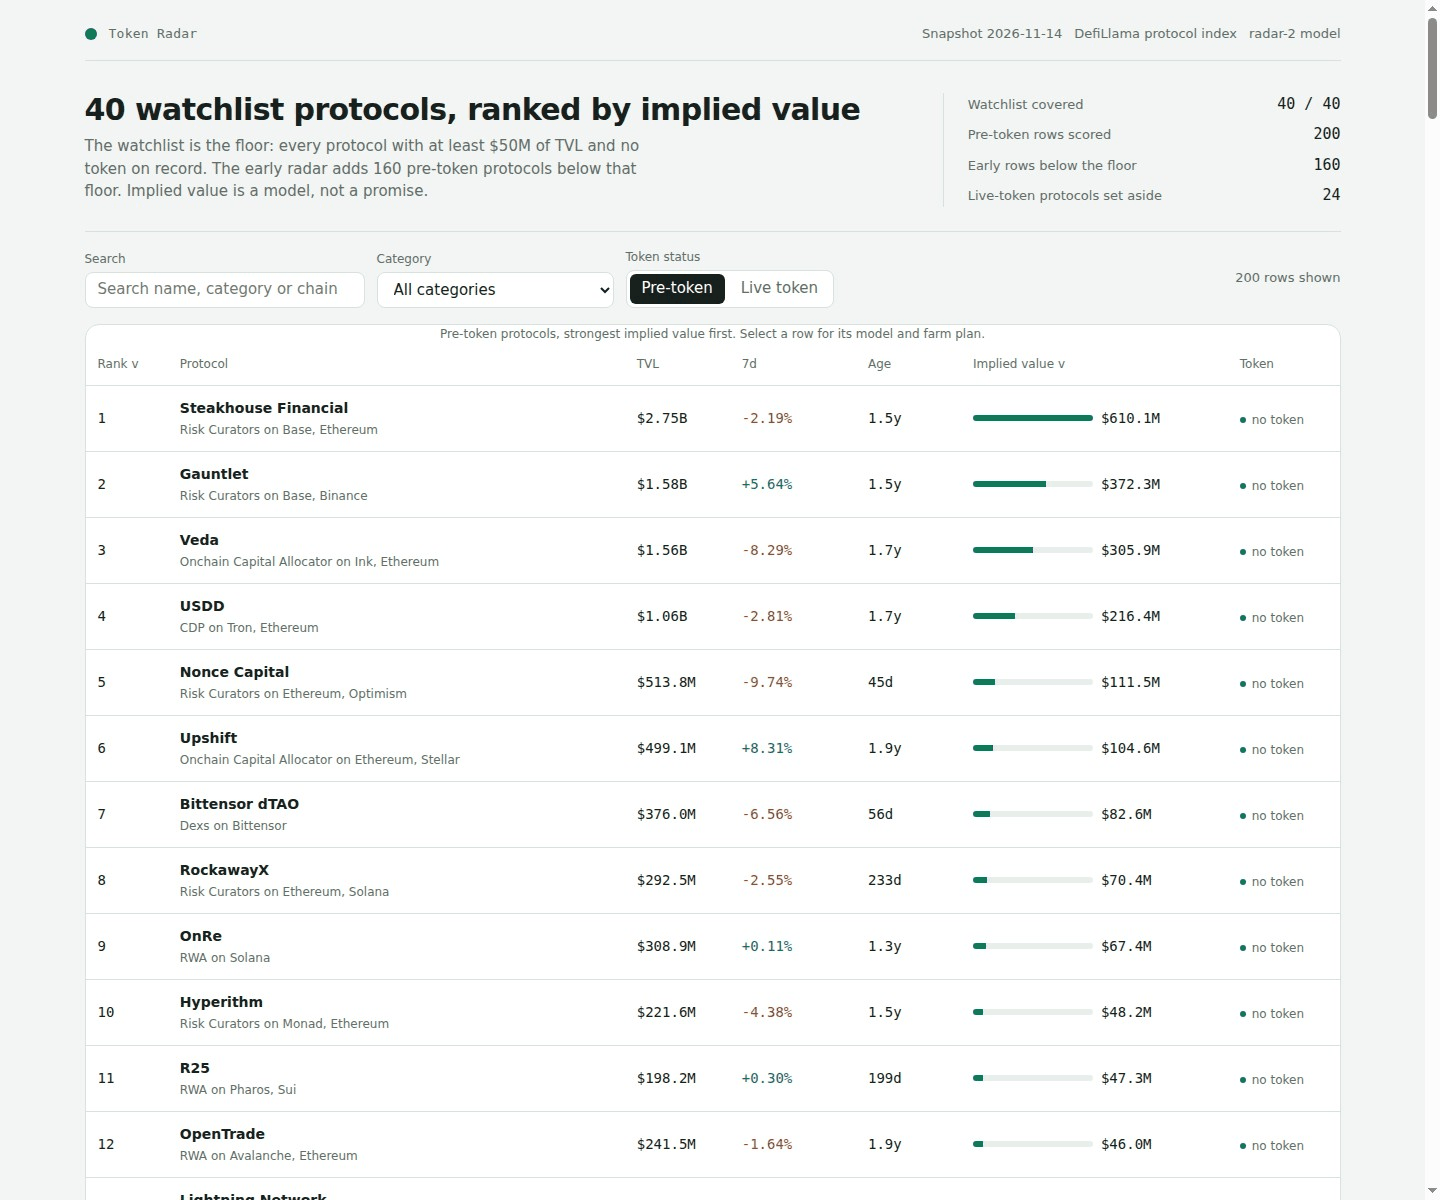 Token Radar
Snapshot 2026-11-14 DefiLlama protocol index radar-2 model
40 watchlist protocols, ranked by implied value
The watchlist is the floor: every protocol with at least $50M of TVL and no
token on record. The early radar adds 160 pre-token protocols below that
floor. Implied value is a model, not a promise.
Watchlist covered 40 / 40
Pre-token rows scored 200
Early rows below the floor 160
Live-token protocols set aside 24
Search
Search name, category or chain
Category
All categories
Token status
Pre-token Live token
200 rows shown
Pre-token protocols, strongest implied value first. Select a row for its model and farm plan.
Rank v Protocol TVL 7d Age Implied value v Token
1 Steakhouse Financial $2.75B -2.19% 1.5y $610.1M no token
Risk Curators on Base, Ethereum
2 Gauntlet $1.58B +5.64% 1.5y $372.3M no token
Risk Curators on Base, Binance
3 Veda $1.56B -8.29% 1.7y $305.9M no token
Onchain Capital Allocator on Ink, Ethereum
4 USDD $1.06B -2.81% 1.7y $216.4M no token
CDP on Tron, Ethereum
5 Nonce Capital $513.8M -9.74% 45d $111.5M no token
Risk Curators on Ethereum, Optimism
6 Upshift $499.1M +8.31% 1.9y $104.6M no token
Onchain Capital Allocator on Ethereum, Stellar
7 Bittensor dTAO $376.0M -6.56% 56d $82.6M no token
Dexs on Bittensor
8 RockawayX $292.5M -2.55% 233d $70.4M no token
Risk Curators on Ethereum, Solana
9 OnRe $308.9M +0.11% 1.3y $67.4M no token
RWA on Solana
10 Hyperithm $221.6M -4.38% 1.5y $48.2M no token
Risk Curators on Monad, Ethereum
11 R25 $198.2M +0.30% 199d $47.3M no token
RWA on Pharos, Sui
12 OpenTrade $241.5M -1.64% 1.9y $46.0M no token
RWA on Avalanche, Ethereum
Lightning Network